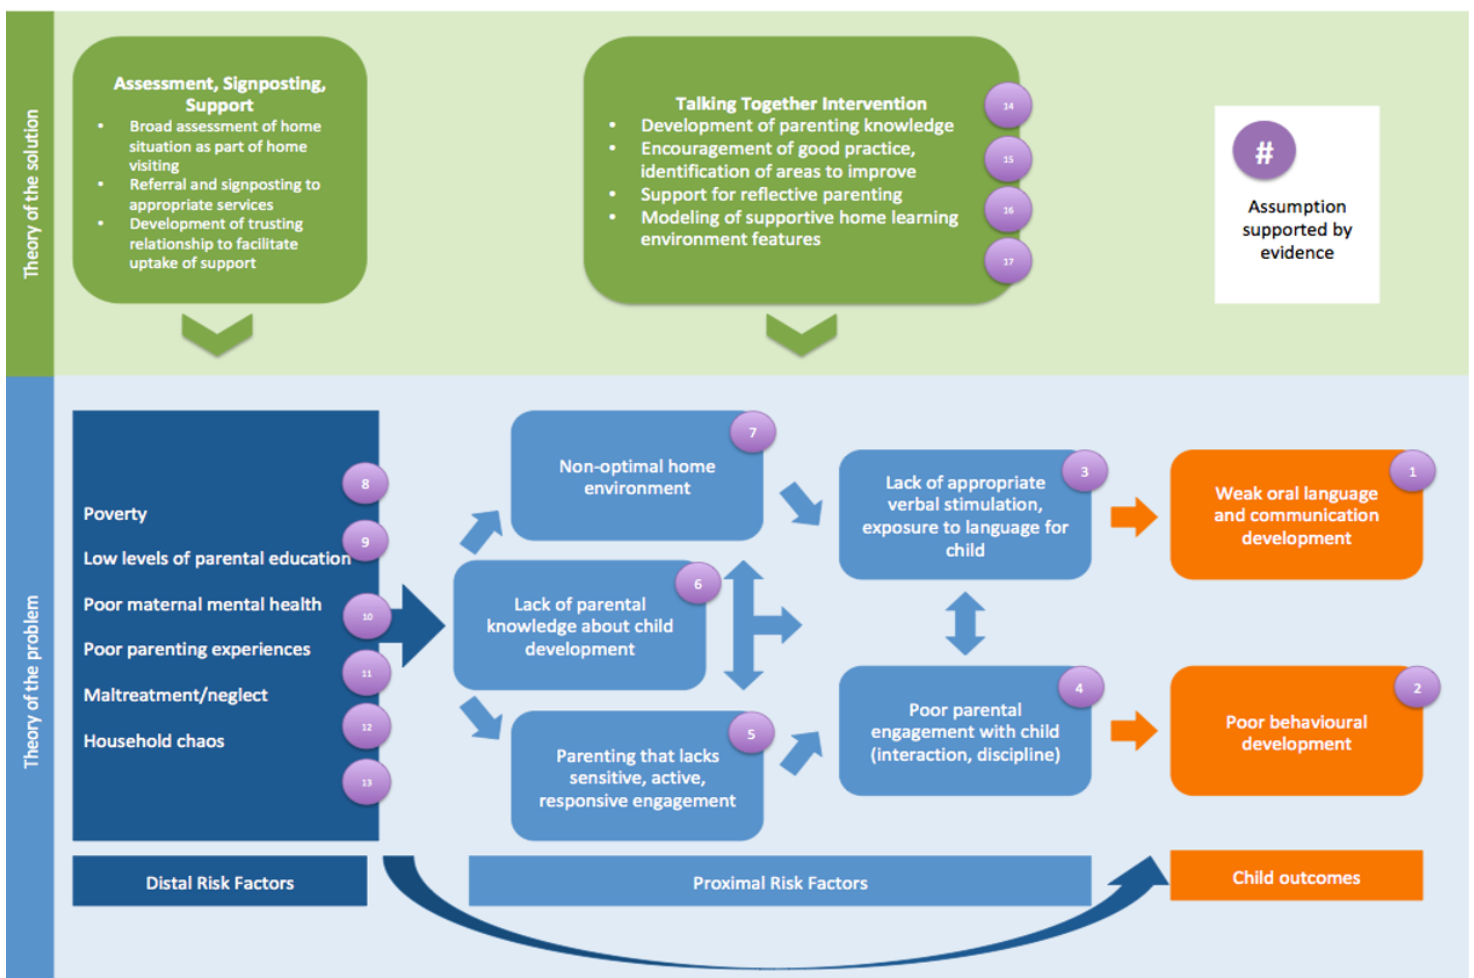 Theory of the solution
Assessment, Signposting,
Support
• Broad assessment of home
situation as part of home
visiting
• Referral and signposting to
appropriate services
• Development of trusting
relationship to facilitate
uptake of support
Talking Together Intervention
• Development of parenting knowledge
• Encouragement of good practice,
identification of areas to improve
• Support for reflective parenting
• Modeling of supportive home learning
environment features
14
15
16
17
#
Assumption
supported by
evidence
Theory of the problem
Poverty
Low levels of parental education
Poor maternal mental health
Poor parenting experiences
Maltreatment/neglect
Household chaos
8
9
10
11
12
13
Distal Risk Factors
7
Non-optimal home
environment
6
Lack of parental
knowledge about child
development
5
Parenting that lacks
sensitive, active,
responsive engagement
3
Lack of appropriate
verbal stimulation,
exposure to language for
child
4
Poor parental
engagement with child
(interaction, discipline)
Proximal Risk Factors
1
Weak oral language
and communication
development
2
Poor behavioural
development
Child outcomes